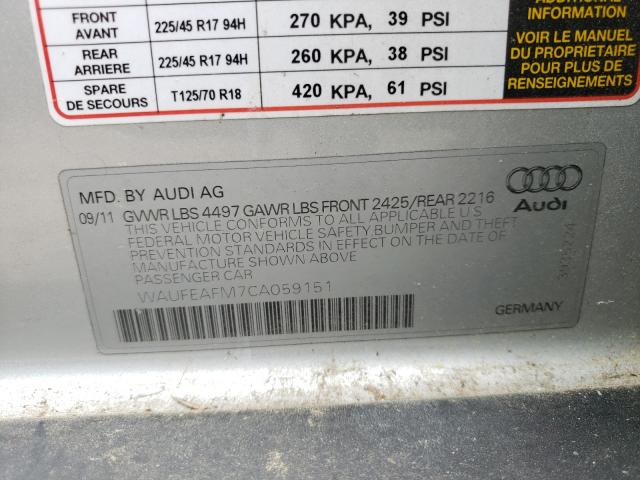 FRONT
AVANT
225/45 R17 94H
270 KPA, 39 PSI
REAR
ARRIERE
225/45 R17 94H
260 KPA, 38 PSI
SPARE
DE SECOURS
T125/70 R18
420 KPA, 61 PSI
ADDITIONAL
INFORMATION
VOIR LE MANUEL
DU PROPRIETAIRE
POUR PLUS DE
RENSEIGNEMENTS
MFD. BY AUDI AG
09/11 GVWR LBS 4497 GAWR LBS FRONT 2425/REAR 2216
THIS VEHICLE CONFORMS TO ALL APPLICABLE U S
FEDERAL MOTOR VEHICLE SAFETY, BUMPER AND THEFT
PREVENTION STANDARDS IN EFFECT ON THE DATE OF
MANUFACTURE SHOWN ABOVE
PASSENGER CAR
WAUFEAFM7CA059151
Audi
GERMANY